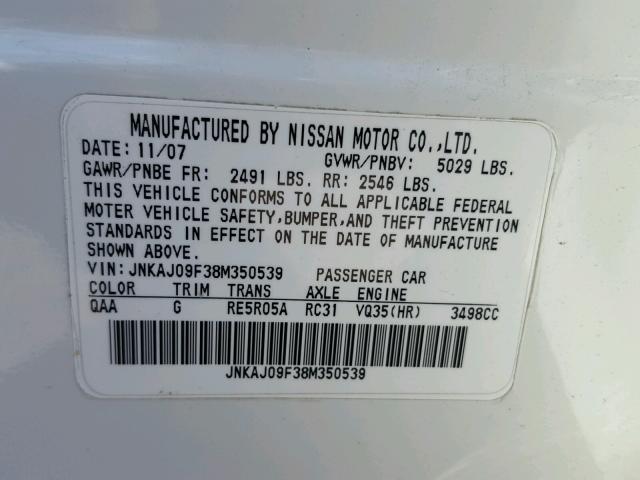 MANUFACTURED BY NISSAN MOTOR CO.,LTD.
DATE: 11/07 GVWR/PNBV: 5029 LBS.
GAWR/PNBE FR: 2491 LBS. RR: 2546 LBS.
THIS VEHICLE CONFORMS TO ALL APPLICABLE FEDERAL
MOTER VEHICLE SAFETY,BUMPER,AND THEFT PREVENTION
STANDARDS IN EFFECT ON THE DATE OF MANUFACTURE
SHOWN ABOVE.
VIN:JNKAJ09F38M350539 PASSENGER CAR
COLOR TRIM TRANS AXLE ENGINE
QAA G RE5R05A RC31 VQ35(HR) 3498CC
JNKAJ09F38M350539